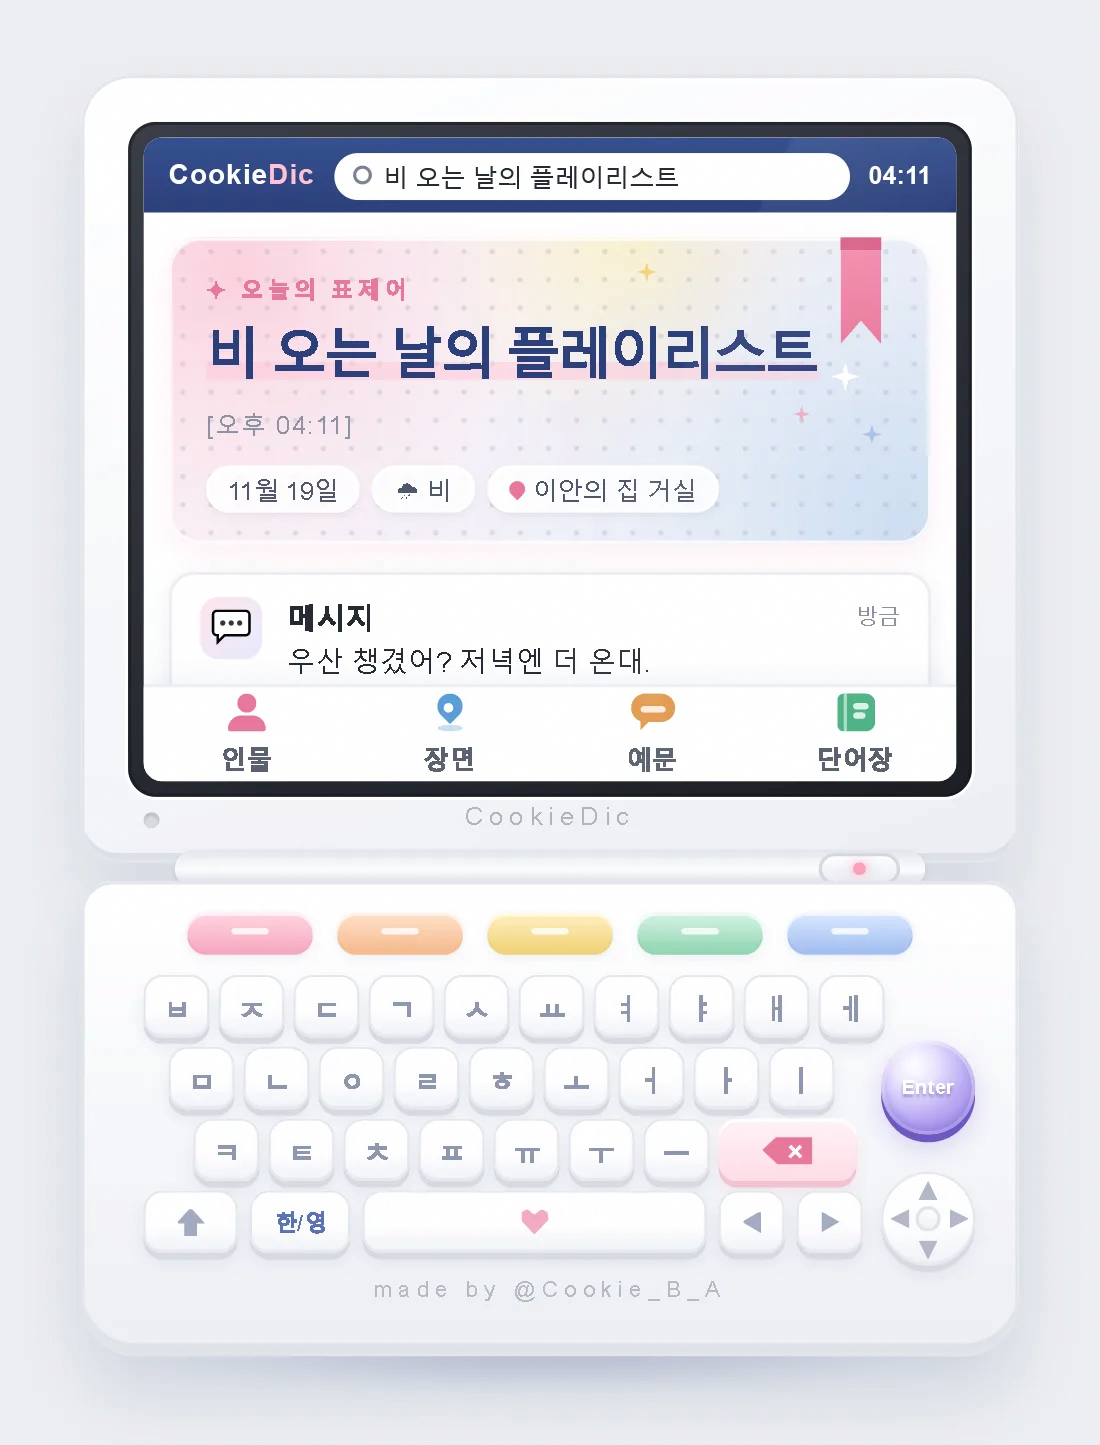 CookieDic 비 오는 날의 플레이리스트 04:11
오늘의 표제어
비 오는 날의 플레이리스트
[오후 04:11]
11월 19일 비 이안의 집 거실
메시지 방금
우산 챙겼어? 저녁엔 더 온대.
인물 장면 예문 단어장
CookieDic
ㅂ ㅈ ㄷ ㄱ ㅅ ㅛ ㅕ ㅑ ㅐ ㅔ
ㅁ ㄴ ㅇ ㄹ ㅎ ㅗ ㅓ ㅏ ㅣ
Enter
ㅋ ㅌ ㅊ ㅍ ㅠ ㅜ ㅡ
한/영
made by @Cookie_B_A